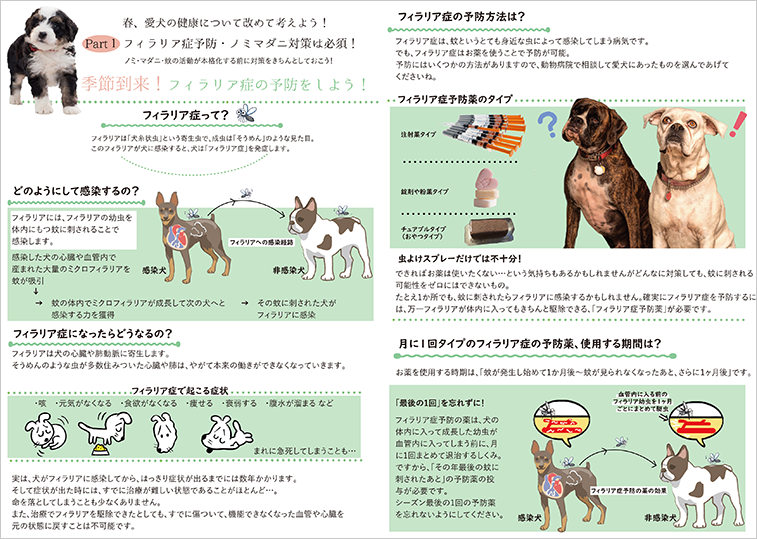 春、愛犬の健康について改めて考えよう！
Part 1 フィラリア症予防・ノミマダニ対策は必須！
ノミ・マダニ・蚊の活動が本格化する前に対策をきちんとしておこう！
季節到来！フィラリア症の予防をしよう！
フィラリア症って？
フィラリアは「犬糸状虫」という寄生虫で、成虫は「そうめん」のような見た目。
このフィラリアが犬に感染すると、犬は「フィラリア症」を発症します。
どのようにして感染するの？
フィラリアには、フィラリアの幼虫を
体内にもつ蚊に刺されることで
感染します。
感染した犬の心臓や血管内で
産まれた大量のミクロフィラリアを
蚊が吸引
→ 蚊の体内でミクロフィラリアが成長して次の犬へと
感染する力を獲得
→ その蚊に刺された犬が
フィラリアに感染
フィラリアへの感染経路
感染犬
非感染犬
フィラリア症になったらどうなるの？
フィラリアは犬の心臓や肺動脈に寄生します。
そうめんのような虫が多数住みついた心臓や肺は、やがて本来の働きができなくなっていきます。
フィラリア症で起こる症状
・咳 ・元気がなくなる ・食欲がなくなる ・痩せる ・衰弱する ・腹水が溜まる など
まれに急死してしまうことも…
実は、犬がフィラリアに感染してから、はっきり症状が出るまでには数年かかります。
そして症状が出た時には、すでに治療が難しい状態であることがほとんど…。
命を落としてしまうことも少なくありません。
また、治療でフィラリアを駆除できたとしても、すでに傷ついて、機能できなくなった血管や心臓を
元の状態に戻すことは不可能です。
フィラリア症の予防方法は？
フィラリア症は、蚊というとても身近な虫によって感染してしまう病気です。
でも、フィラリア症はお薬を使うことで予防が可能。
予防にはいくつかの方法がありますので、動物病院で相談して愛犬にあったものを選んであげて
くださいね。
フィラリア症予防薬のタイプ
注射薬タイプ
錠剤や粉薬タイプ
チュアブルタイプ
（おやつタイプ）
?
!
虫よけスプレーだけでは不十分！
できればお薬は使いたくない…という気持ちもあるかもしれませんがどんなに対策しても、蚊に刺される
可能性をゼロにはできないもの。
たとえ1か所でも、蚊に刺されたらフィラリアに感染するかもしれません。確実にフィラリア症を予防するに
は、万一フィラリアが体内に入ってもきちんと駆除できる、「フィラリア症予防薬」が必要です。
月に1回タイプのフィラリア症の予防薬、使用する期間は？
お薬を使用する時期は、「蚊が発生し始めて1か月後～蚊が見られなくなったあと、さらに1ヶ月後」です。
「最後の1回」を忘れずに！
フィラリア症予防の薬は、犬の
体内に入って成長した幼虫が
血管内に入ってしまう前に、月
に1回まとめて退治するしくみ。
ですから、「その年最後の蚊に
刺されたあと」の予防薬の投
与が必要です。
シーズン最後の1回の予防薬
を忘れないようにしてください。
血管内に入る前の
フィラリア幼虫を1ヶ月
ごとにまとめて駆虫
フィラリア症予防の薬の効果
感染犬
非感染犬